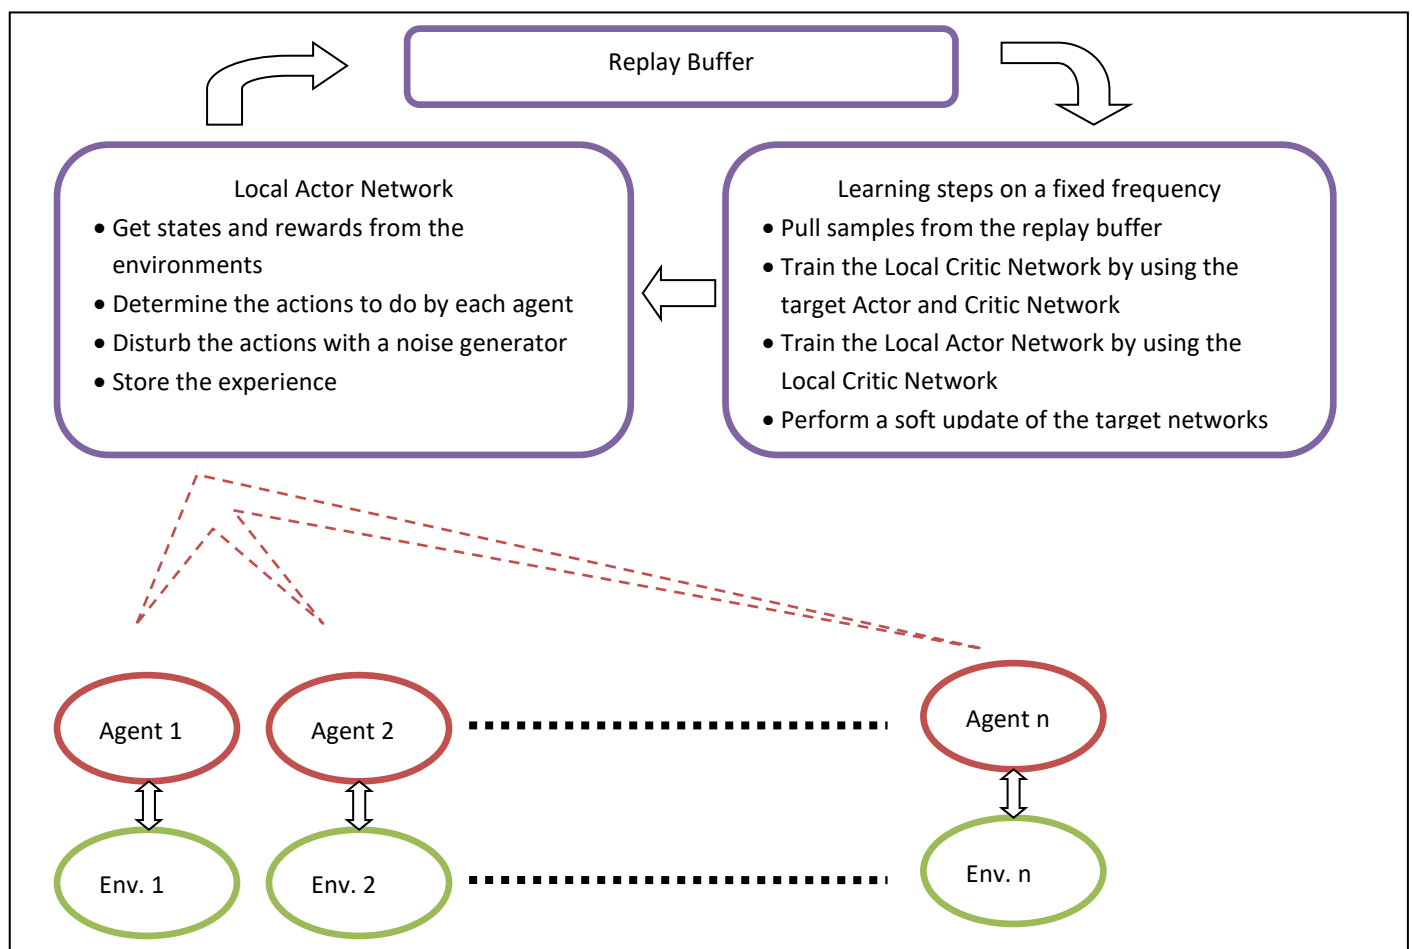 Replay Buffer
Local Actor Network
• Get states and rewards from the
environments
• Determine the actions to do by each agent
• Disturb the actions with a noise generator
• Store the experience
Learning steps on a fixed frequency
• Pull samples from the replay buffer
• Train the Local Critic Network by using the
target Actor and Critic Network
• Train the Local Actor Network by using the
Local Critic Network
• Perform a soft update of the target networks
Agent 1
Agent 2
Agent n
Env. 1
Env. 2
Env. n